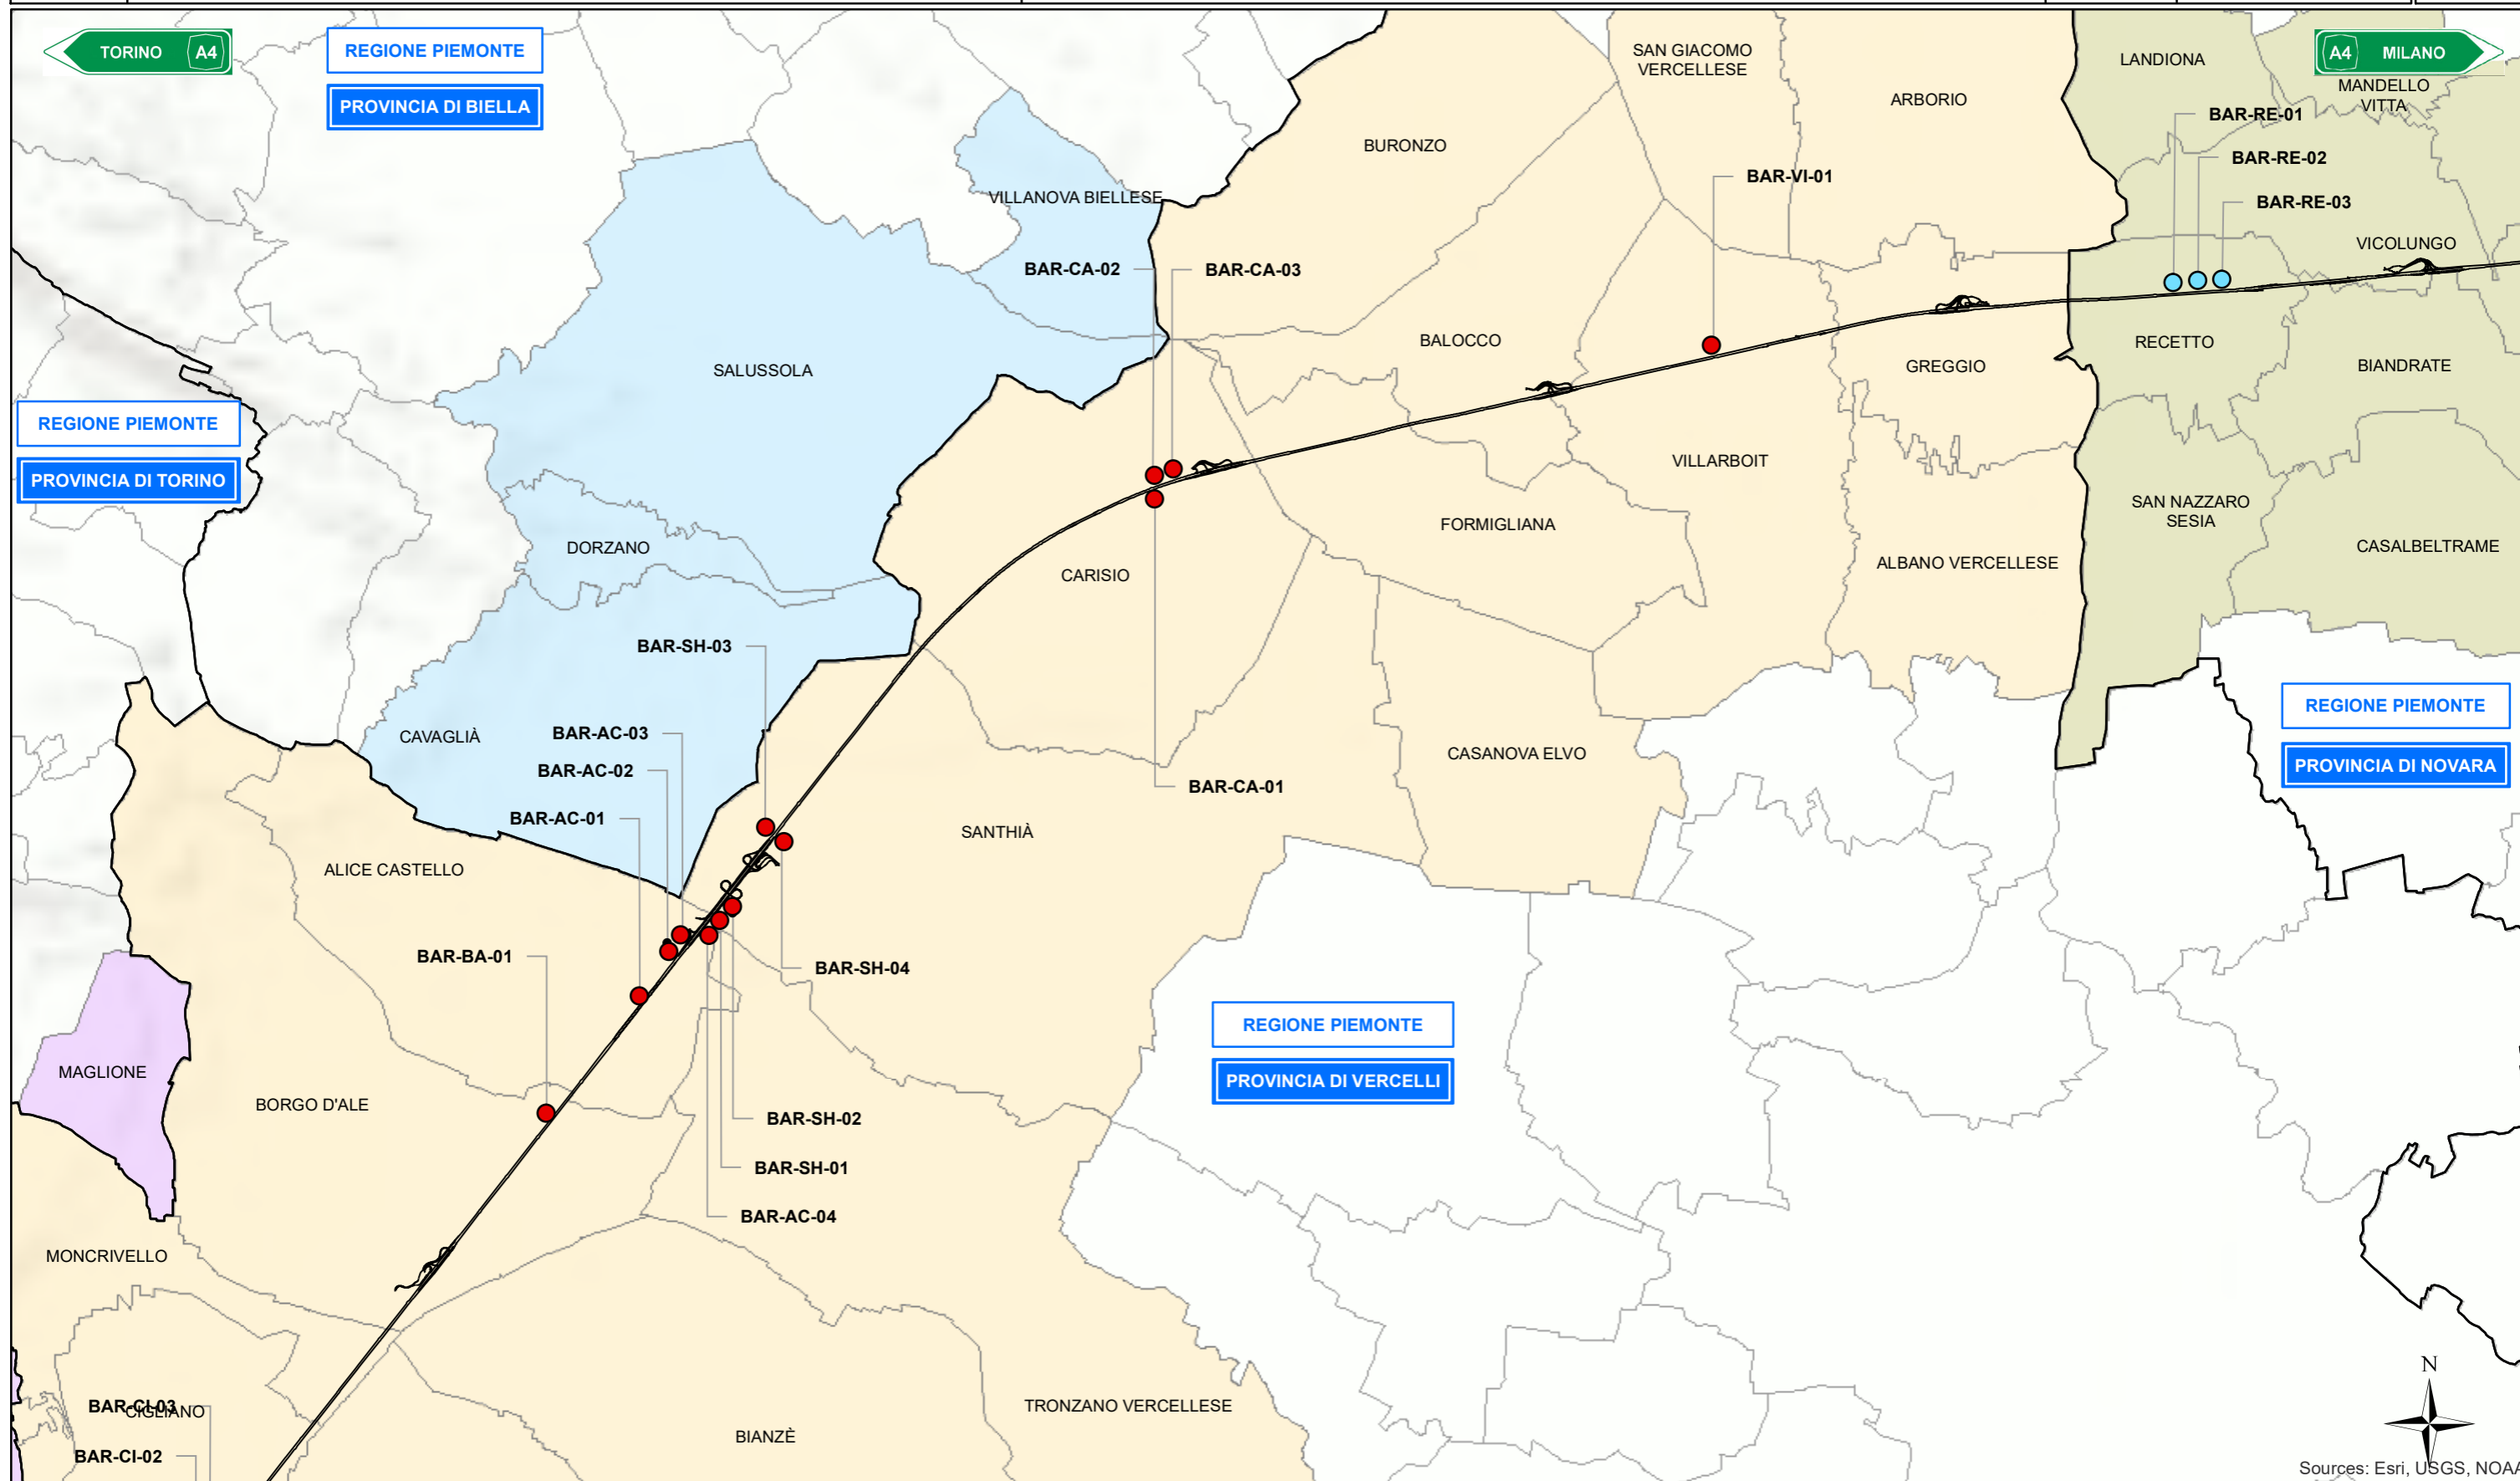 TORINO A4
REGIONE PIEMONTE
PROVINCIA DI BIELLA
SAN GIACOMO
VERCELLESE
LANDIONA
A4 MILANO
MANDELLO
VITTA
ARBORIO
BAR-RE-01
BURONZO
BAR-RE-02
BAR-VI-01
VILLANOVA BIELLESE
BAR-RE-03
VICOLUNGO
BAR-CA-02
BAR-CA-03
BALOCCO
RECETTO
SALUSSOLA
GREGGIO
BIANDRATE
REGIONE PIEMONTE
PROVINCIA DI TORINO
VILLARBOIT
SAN NAZZARO
SESIA
FORMIGLIANA
DORZANO
CASALBELTRAME
CARISIO
ALBANO VERCELLESE
BAR-SH-03
REGIONE PIEMONTE
PROVINCIA DI NOVARA
CAVAGLIÀ
BAR-AC-03
CASANOVA ELVO
BAR-AC-02
BAR-CA-01
BAR-AC-01
SANTHIÀ
ALICE CASTELLO
BAR-BA-01
BAR-SH-04
REGIONE PIEMONTE
PROVINCIA DI VERCELLI
MAGLIONE
BORGO D'ALE
BAR-SH-02
BAR-SH-01
BAR-AC-04
MONCRIVELLO
N
BAR-CI-03
CIGLIANO
TRONZANO VERCELLESE
BIANZÈ
BAR-CI-02
Sources: Esri, USGS, NOAA